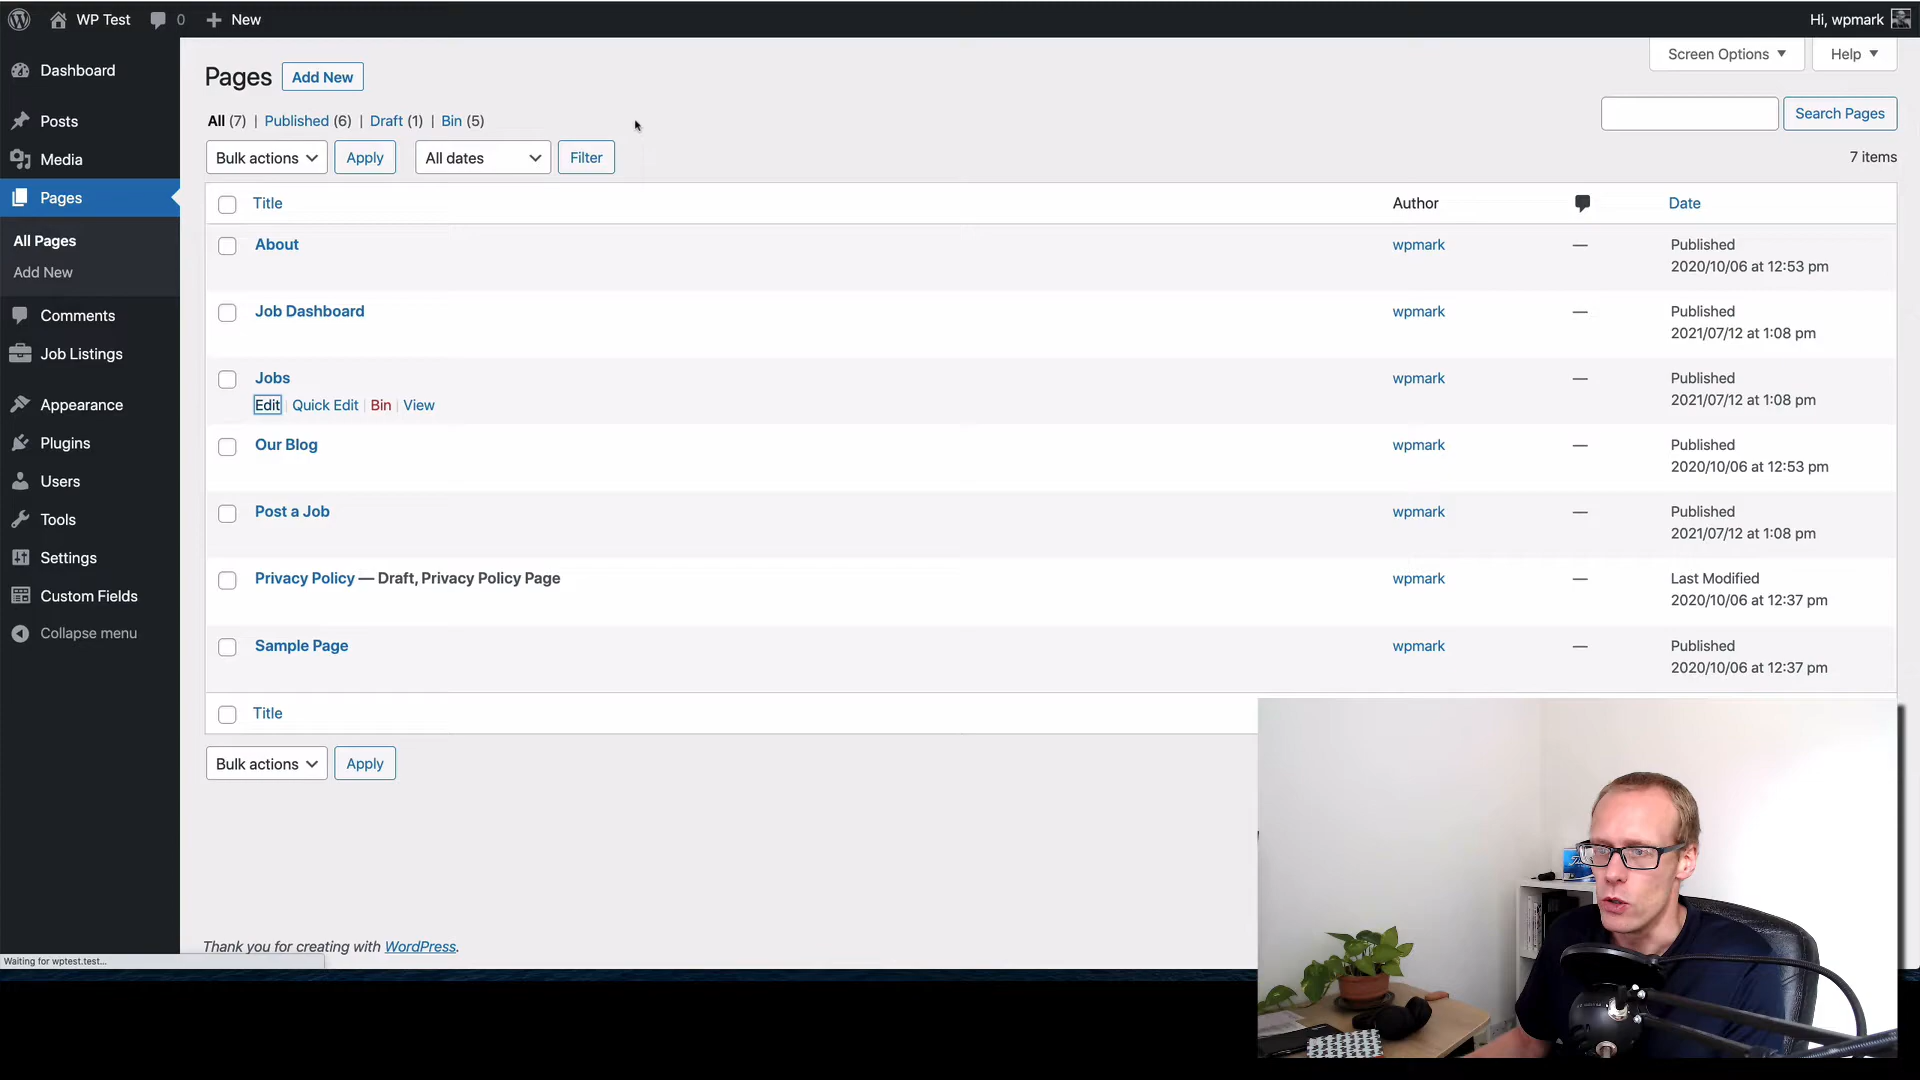 WP Test 0 New Hi, wpmark
Screen Options Help
Dashboard
Posts
Media
Pages
All Pages
Add New
Comments
Job Listings
Appearance
Plugins
Users
Tools
Settings
Custom Fields
Collapse menu
Pages Add New
All (7) | Published (6) | Draft (1) | Bin (5)
Search Pages
Bulk actions Apply All dates Filter
7 items
Title Author Date
About wpmark — Published
2020/10/06 at 12:53 pm
Job Dashboard wpmark — Published
2021/07/12 at 1:08 pm
Jobs wpmark — Published
2021/07/12 at 1:08 pm
Edit | Quick Edit | Bin | View
Our Blog wpmark — Published
2020/10/06 at 12:53 pm
Post a Job wpmark — Published
2021/07/12 at 1:08 pm
Privacy Policy — Draft, Privacy Policy Page wpmark — Last Modified
2020/10/06 at 12:37 pm
Sample Page wpmark — Published
2020/10/06 at 12:37 pm
Title
Bulk actions Apply
Thank you for creating with WordPress.
Waiting for wptest.test...